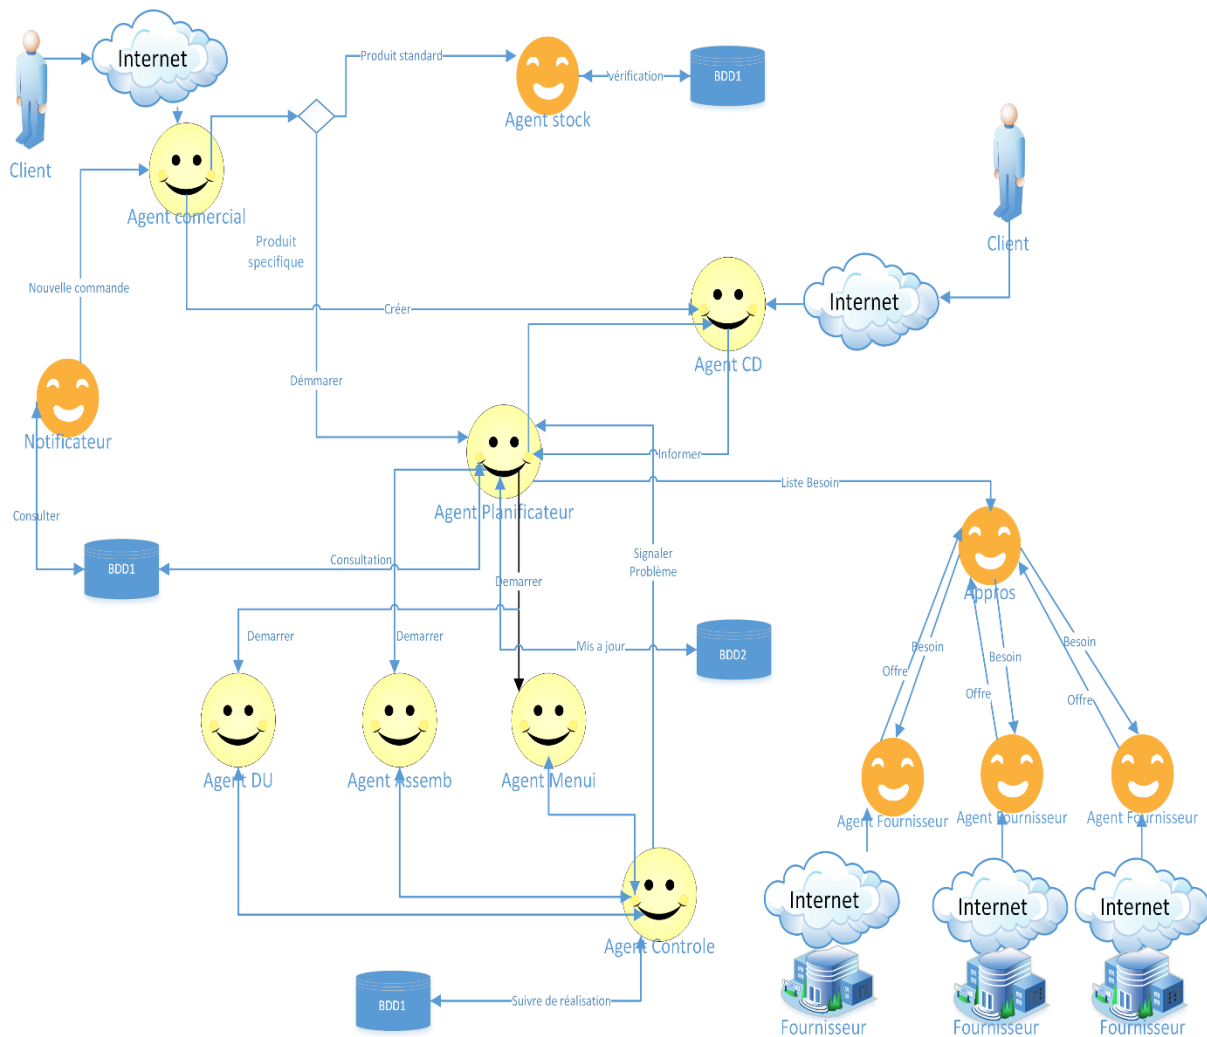 Internet
Produit standard
Vérification
BDD1
Agent stock
Client
Agent comercial
Client
Produit
specifique
Nouvelle commande
Créer
Internet
Agent CD
Démmarer
Notificateur
Informer
Liste Besoin
Agent Planificateur
Consulter
BDD1
Consultation
Demarrer
Signaler
Problème
Appros
Demarrer
Demarrer
Mis a jour
BDD2
Offre
Besoin
Besoin
Offre
Besoin
Offre
Agent DU
Agent Assemb
Agent Menui
Agent Fournisseur
Agent Fournisseur
Agent Fournisseur
Internet
Internet
Internet
Agent Controle
BDD1
Suivre de réalisation
Fournisseur
Fournisseur
Fournisseur